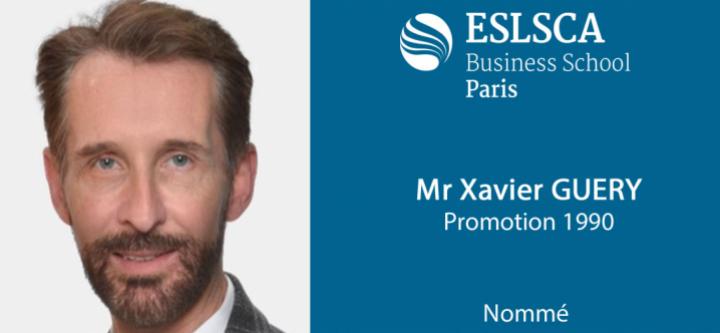 ESLSCA
Business School
Paris
Mr Xavier GUERY
Promotion 1990
Nommé